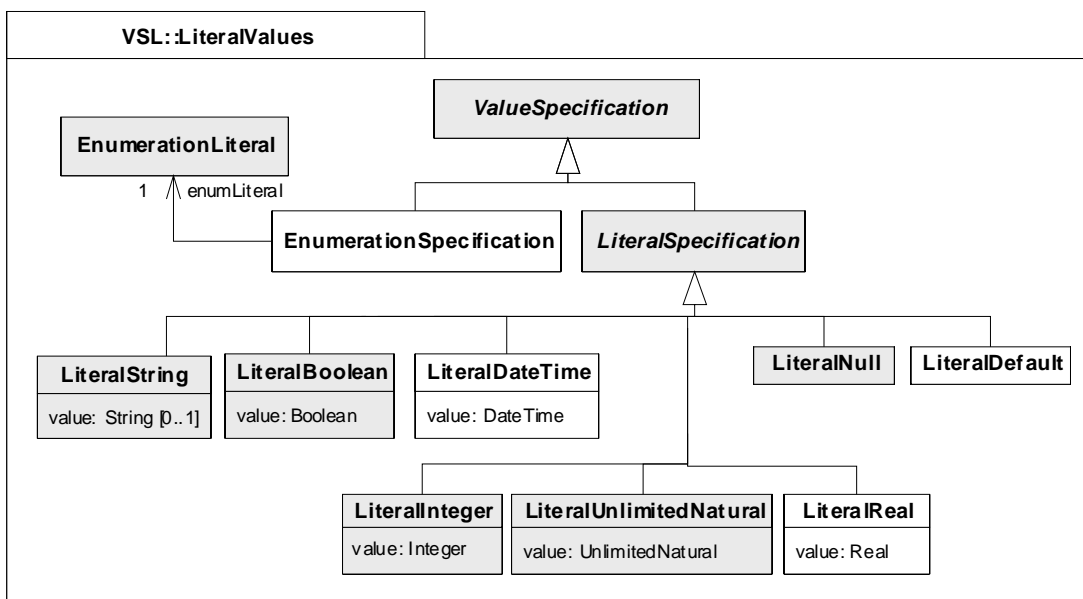 VSL::LiteralValues
ValueSpecification
EnumerationLiteral
1 enumLiteral
EnumerationSpecification
LiteralSpecification
LiteralString
value: String [0..1]
LiteralBoolean
value: Boolean
LiteralDateTime
value: DateTime
LiteralNull
LiteralDefault
LiteralInteger
value: Integer
LiteralUnlimitedNatural
value: UnlimitedNatural
LiteralReal
value: Real